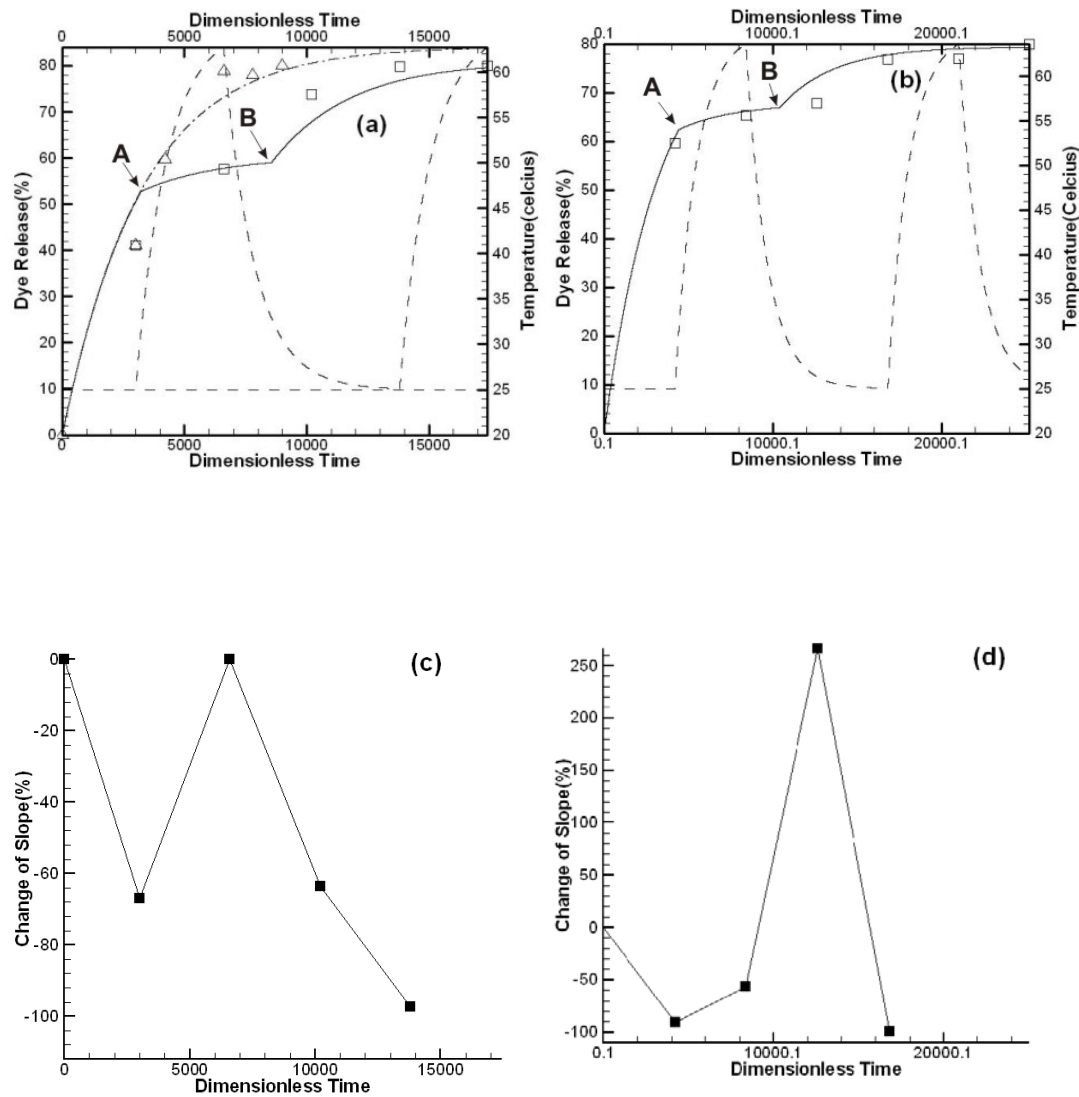 Dimensionless Time
0 5000 10000 15000
Dye Release(%)
80
70
60
50
40
30
20
10
0
A
B
(a)
60
55
50
45
40
35
30
25
20
Temperature(celcius)
0 5000 10000 15000
Dimensionless Time
Dimensionless Time
0.1 10000.1 20000.1
Dye Release(%)
80
70
60
50
40
30
20
10
0
A
B
(b)
60
55
50
45
40
35
30
25
20
Temperature(Celcius)
0.1 10000.1 20000.1
Dimensionless Time
Change of Slope(%)
0
-20
-40
-60
-80
-100
(c)
0 5000 10000 15000
Dimensionless Time
Change of Slope(%)
250
200
150
100
50
0
-50
-100
(d)
0.1 10000.1 20000.1
Dimensionless Time